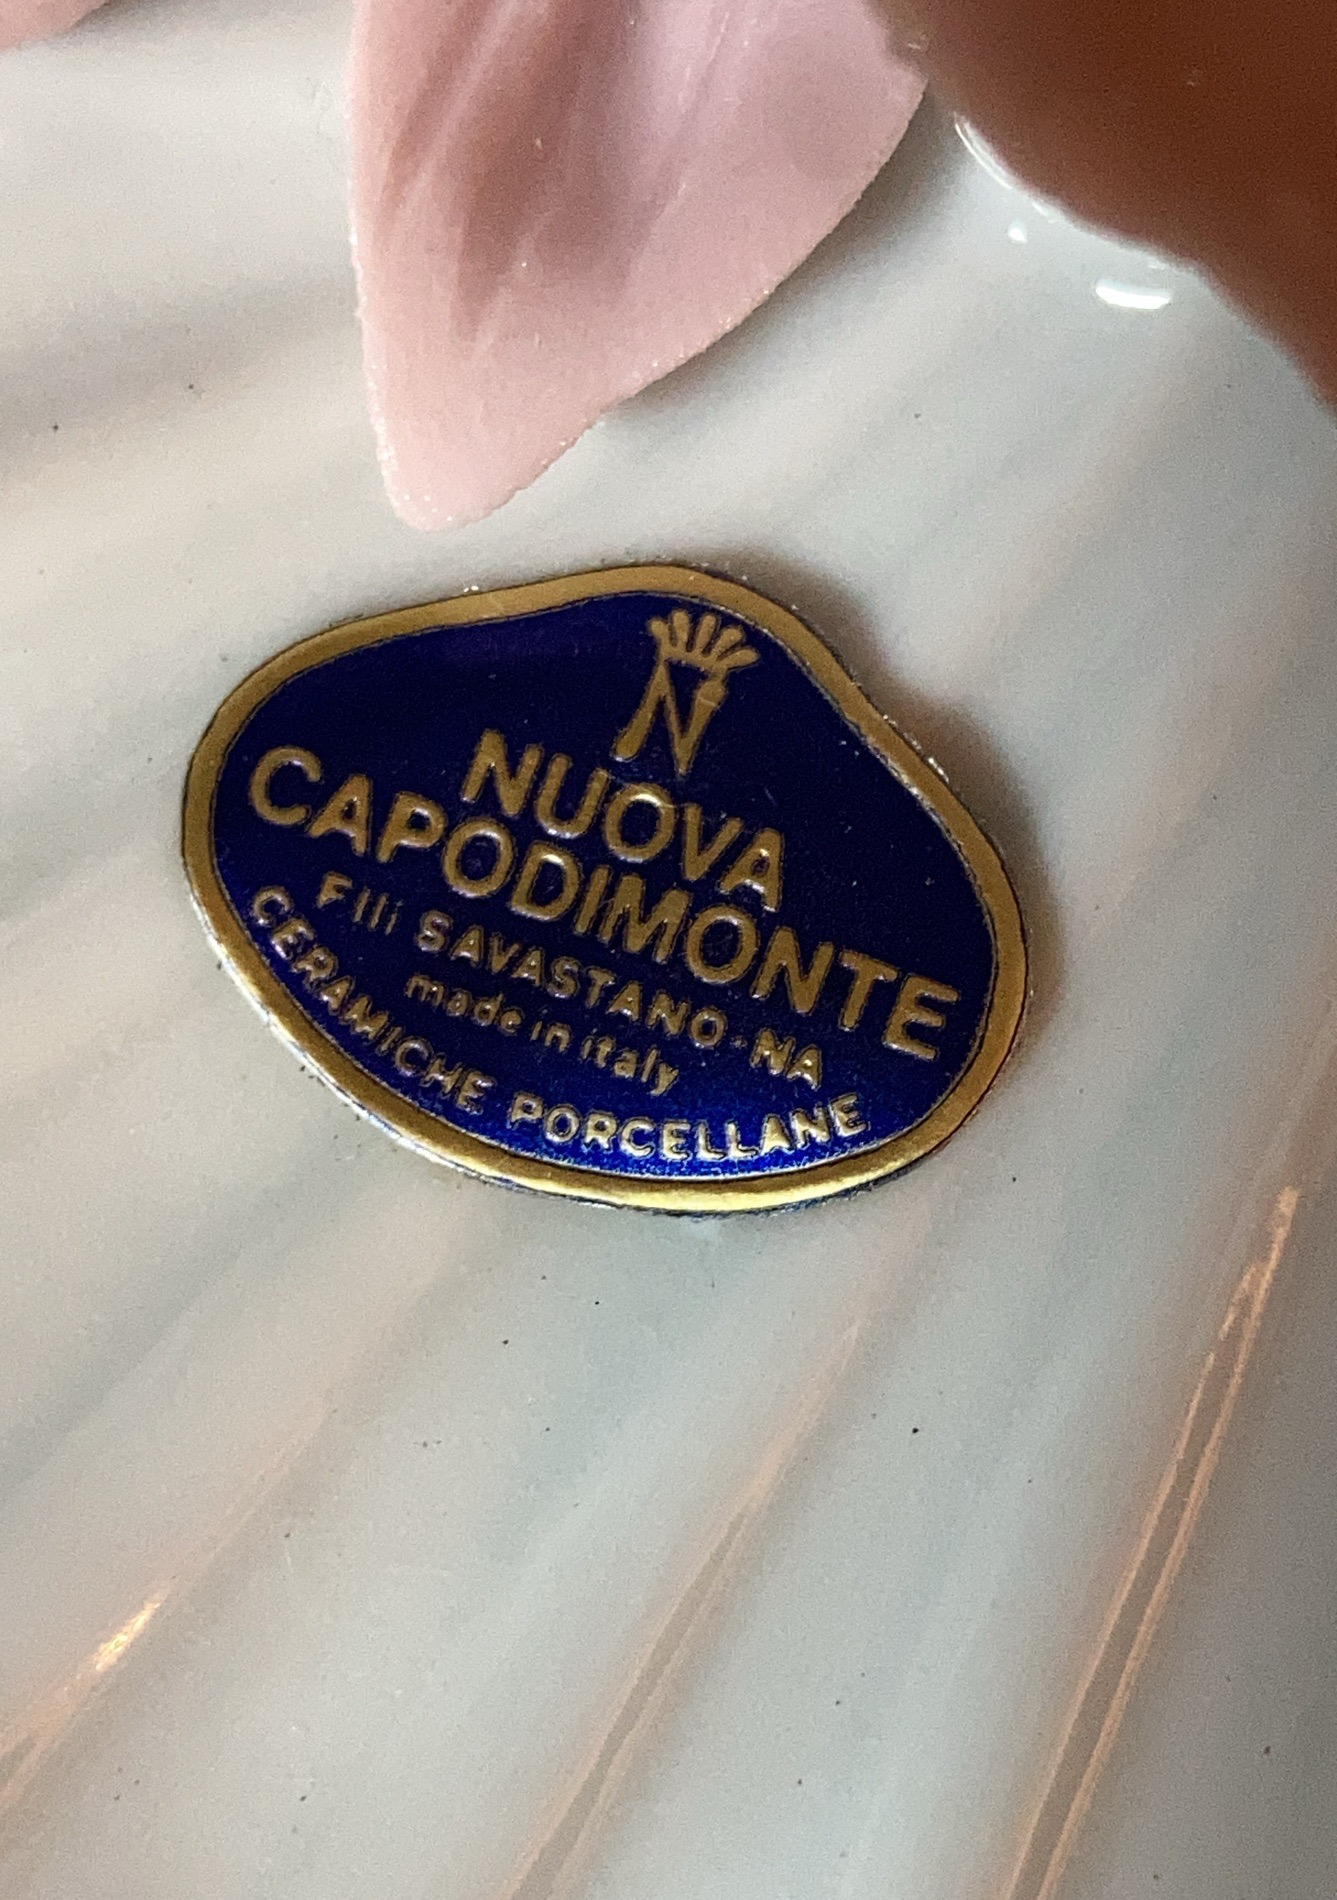 N
NUOVA
CAPODIMONTE
Flli SAVASTANO-NA
made in italy
CERAMICHE PORCELLANE